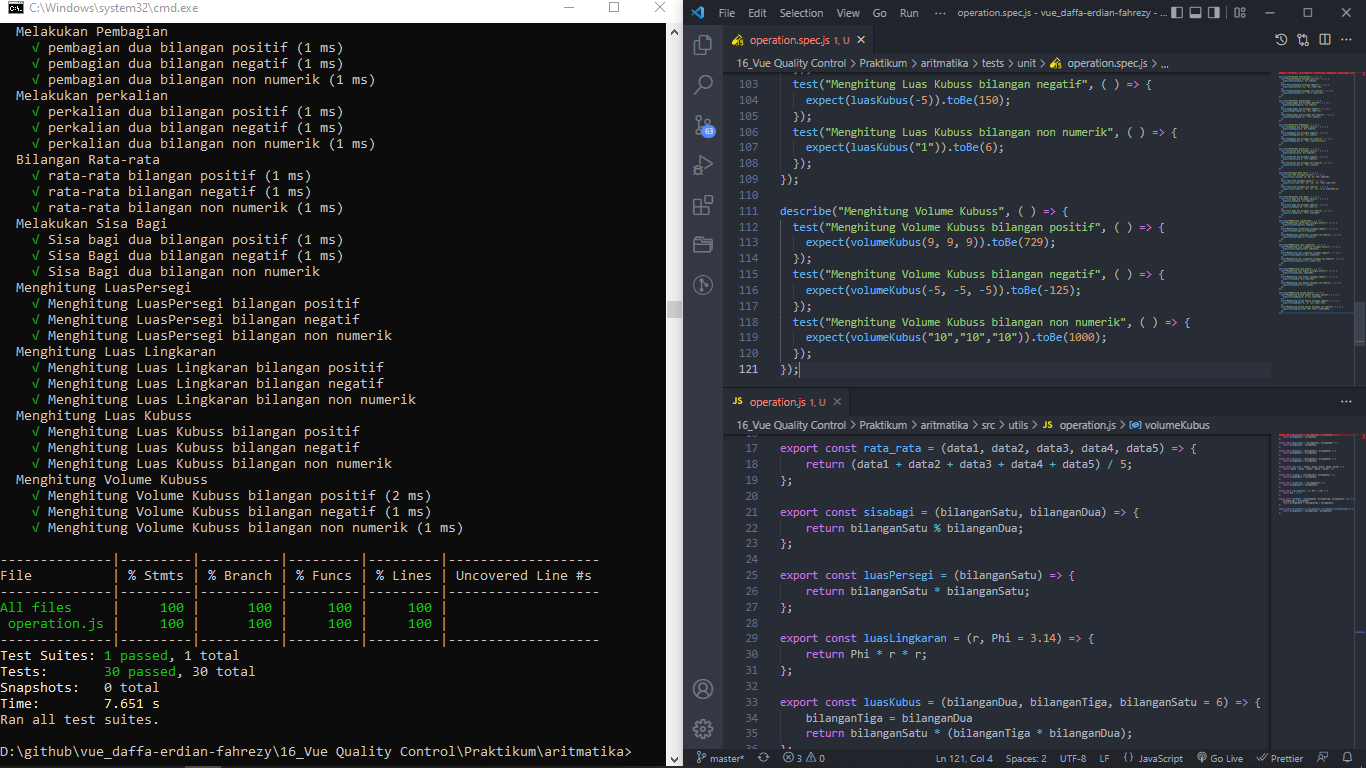 C:\Windows\system32\cmd.exe
Melakukan Pembagian
√ pembagian dua bilangan positif (1 ms)
√ pembagian dua bilangan negatif (1 ms)
√ pembagian dua bilangan non numerik (1 ms)
Melakukan perkalian
√ perkalian dua bilangan positif (1 ms)
√ perkalian dua bilangan negatif (1 ms)
√ perkalian dua bilangan non numerik (1 ms)
Bilangan Rata-rata
√ rata-rata bilangan positif (1 ms)
√ rata-rata bilangan negatif (1 ms)
√ rata-rata bilangan non numerik (1 ms)
Melakukan Sisa Bagi
√ Sisa bagi dua bilangan positif (1 ms)
√ Sisa Bagi dua bilangan negatif (1 ms)
√ Sisa Bagi dua bilangan non numerik
Menghitung LuasPersegi
√ Menghitung LuasPersegi bilangan positif
√ Menghitung LuasPersegi bilangan negatif
√ Menghitung LuasPersegi bilangan non numerik
Menghitung Luas Lingkaran
√ Menghitung Luas Lingkaran bilangan positif
√ Menghitung Luas Lingkaran bilangan negatif
√ Menghitung Luas Lingkaran bilangan non numerik
Menghitung Luas Kubuss
√ Menghitung Luas Kubuss bilangan positif
√ Menghitung Luas Kubuss bilangan negatif
√ Menghitung Luas Kubuss bilangan non numerik
Menghitung Volume Kubuss
√ Menghitung Volume Kubuss bilangan positif (2 ms)
√ Menghitung Volume Kubuss bilangan negatif (1 ms)
√ Menghitung Volume Kubuss bilangan non numerik (1 ms)
--------------|---------|----------|---------|---------|-------------------
File | % Stmts | % Branch | % Funcs | % Lines | Uncovered Line #s
--------------|---------|----------|---------|---------|-------------------
All files | 100 | 100 | 100 | 100 |
operation.js | 100 | 100 | 100 | 100 |
--------------|---------|----------|---------|---------|-------------------
Test Suites: 1 passed, 1 total
Tests: 30 passed, 30 total
Snapshots: 0 total
Time: 7.651 s
Ran all test suites.
D:\github\vue_daffa-erdian-fahrezy\16_Vue Quality Control\Praktikum\aritmatika>
File Edit Selection View Go Run ··· operation.spec.js - vue_daffa-erdian-fahrezy - ...
operation.spec.js 1, U
16_Vue Quality Control > Praktikum > aritmatika > tests > unit > operation.spec.js > ...
103 test("Menghitung Luas Kubuss bilangan negatif", ( ) => {
104 expect(luasKubus(-5)).toBe(150);
105 });
106 test("Menghitung Luas Kubuss bilangan non numerik", ( ) => {
107 expect(luasKubus("1")).toBe(6);
108 });
109 });
110
111 describe("Menghitung Volume Kubuss", ( ) => {
112 test("Menghitung Volume Kubuss bilangan positif", ( ) => {
113 expect(volumeKubus(9, 9, 9)).toBe(729);
114 });
115 test("Menghitung Volume Kubuss bilangan negatif", ( ) => {
116 expect(volumeKubus(-5, -5, -5)).toBe(-125);
117 });
118 test("Menghitung Volume Kubuss bilangan non numerik", ( ) => {
119 expect(volumeKubus("10","10","10")).toBe(1000);
120 });
121 });
63
JS operation.js 1, U
16_Vue Quality Control > Praktikum > aritmatika > src > utils > JS operation.js > volumeKubus
17 export const rata_rata = (data1, data2, data3, data4, data5) => {
18 return (data1 + data2 + data3 + data4 + data5) / 5;
19 };
20
21 export const sisabagi = (bilanganSatu, bilanganDua) => {
22 return bilanganSatu % bilanganDua;
23 };
24
25 export const luasPersegi = (bilanganSatu) => {
26 return bilanganSatu * bilanganSatu;
27 };
28
29 export const luasLingkaran = (r, Phi = 3.14) => {
30 return Phi * r * r;
31 };
32
33 export const luasKubus = (bilanganDua, bilanganTiga, bilanganSatu = 6) => {
34 bilanganTiga = bilanganDua
35 return bilanganSatu * (bilanganTiga * bilanganDua);
master* 3 0 Ln 121, Col 4 Spaces: 2 UTF-8 LF {} JavaScript Go Live Prettier